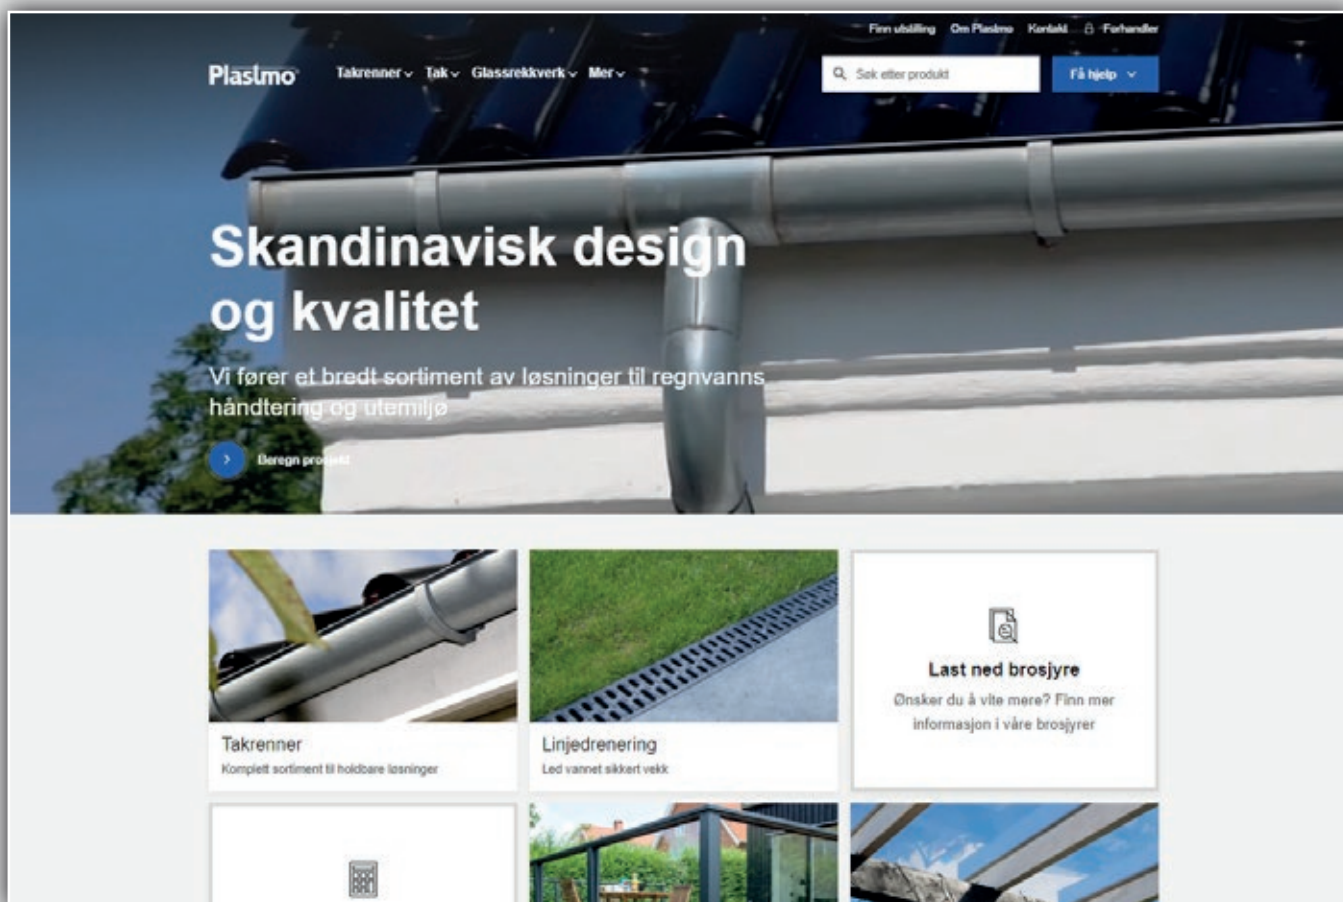 Finn utstilling Om Plastmo Kontakt Forhandler
Plastmo Takrenner Tak Glassrekkverk Mer Søk etter produkt Få hjelp
Skandinavisk design
og kvalitet
Vi fører et bredt sortiment av løsninger til regnvanns
håndtering og utemiljø
Beregn prosjekt
Last ned brosjyre
Ønsker du å vite mere? Finn mer
informasjon i våre brosjyrer
Takrenner
Komplett sortiment til holdbare løsninger
Linjedrenering
Led vannet sikkert vekk